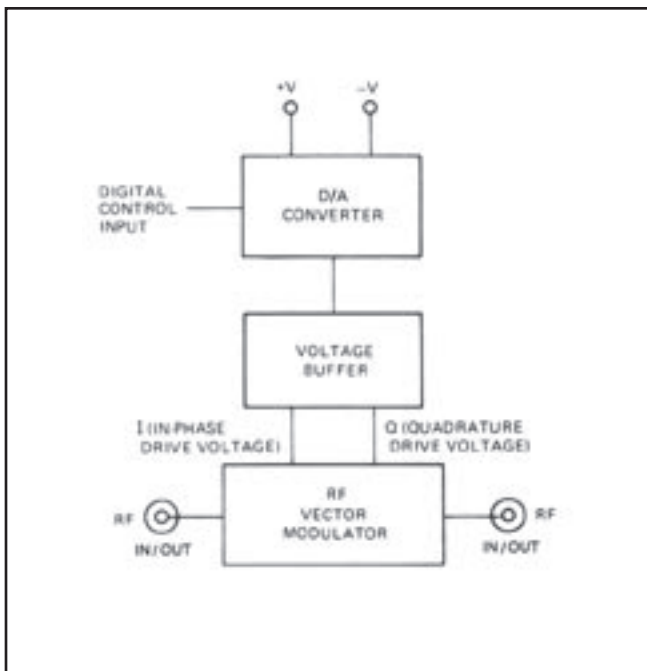 +V
–V
DIGITAL
CONTROL
INPUT
D/A
CONVERTER
VOLTAGE
BUFFER
I (IN-PHASE
DRIVE VOLTAGE)
Q (QUADRATURE
DRIVE VOLTAGE)
RF
VECTOR
MODULATOR
RF
IN/OUT
RF
IN/OUT